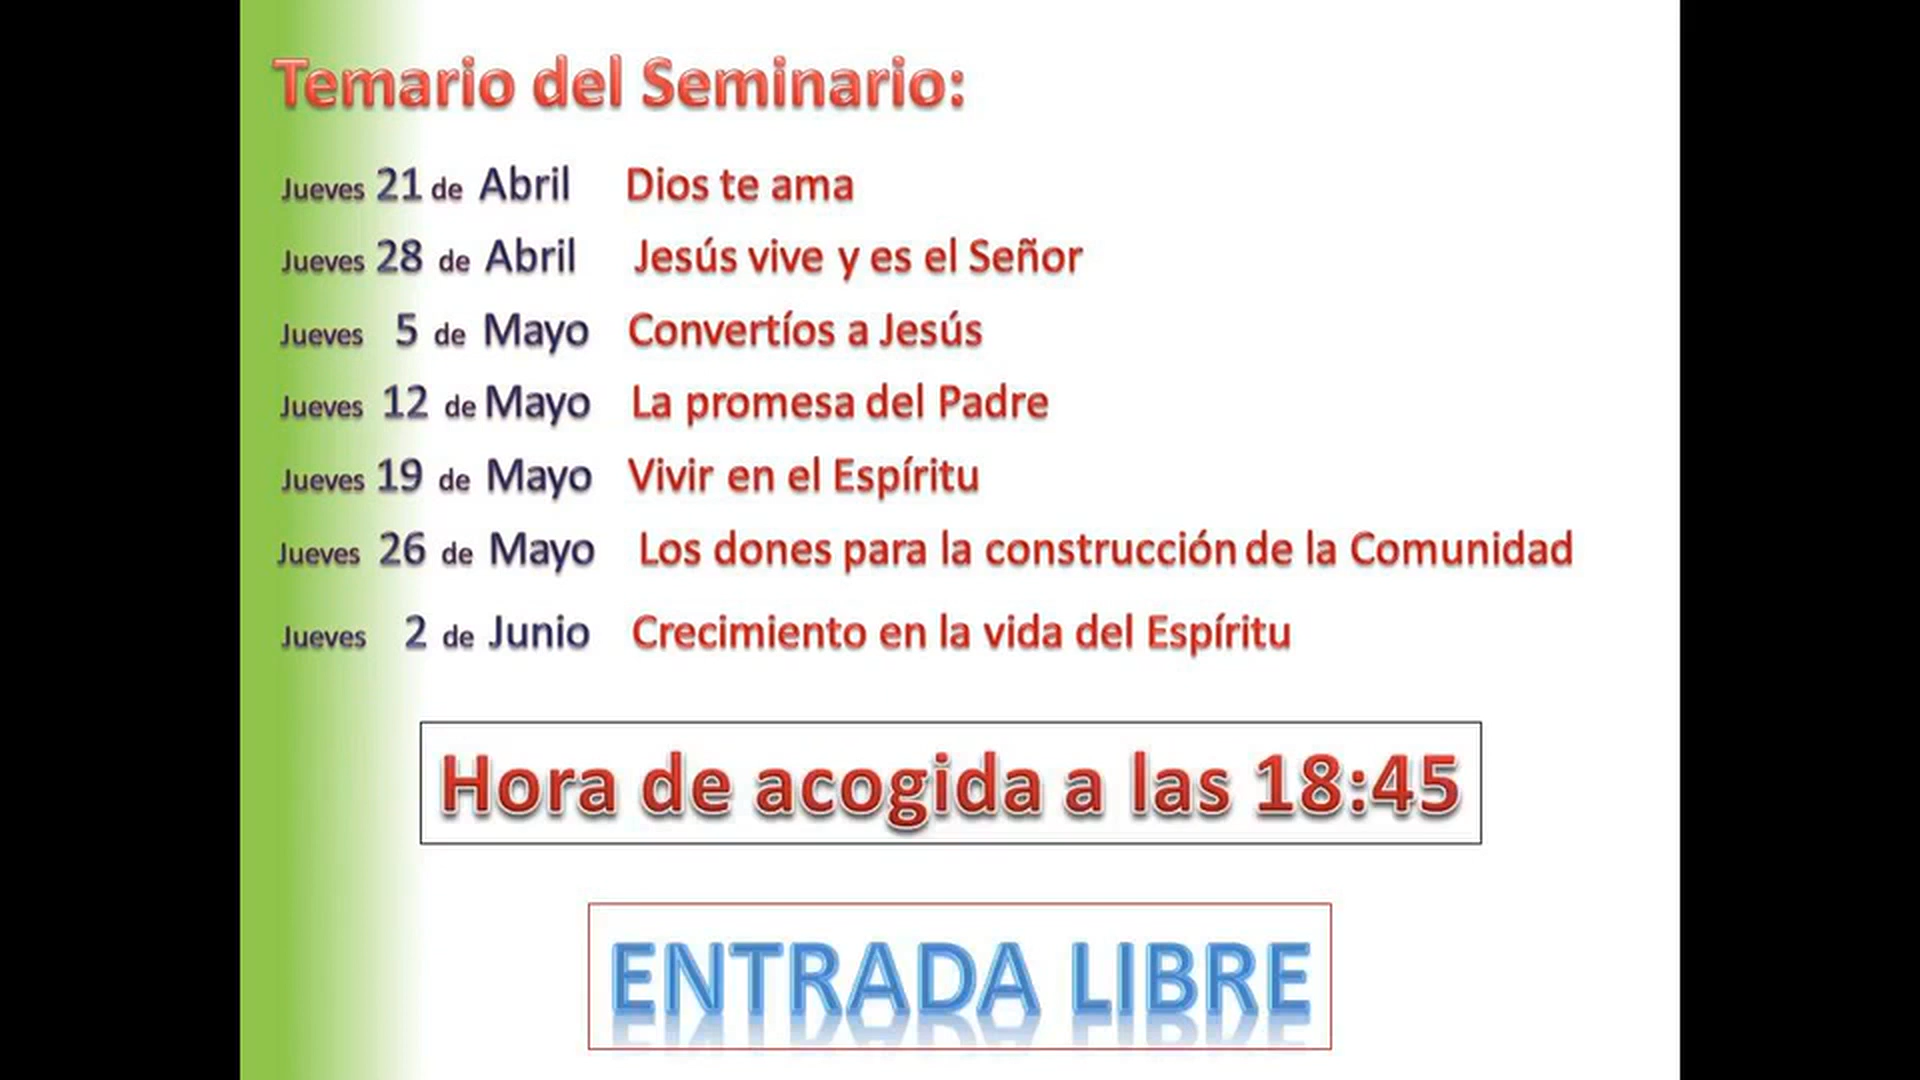 Temario del Seminario:
Jueves 21 de Abril Dios te ama
Jueves 28 de Abril Jesús vive y es el Señor
Jueves 5 de Mayo Convertíos a Jesús
Jueves 12 de Mayo La promesa del Padre
Jueves 19 de Mayo Vivir en el Espíritu
Jueves 26 de Mayo Los dones para la construcción de la Comunidad
Jueves 2 de Junio Crecimiento en la vida del Espíritu
Hora de acogida a las 18:45
ENTRADA LIBRE